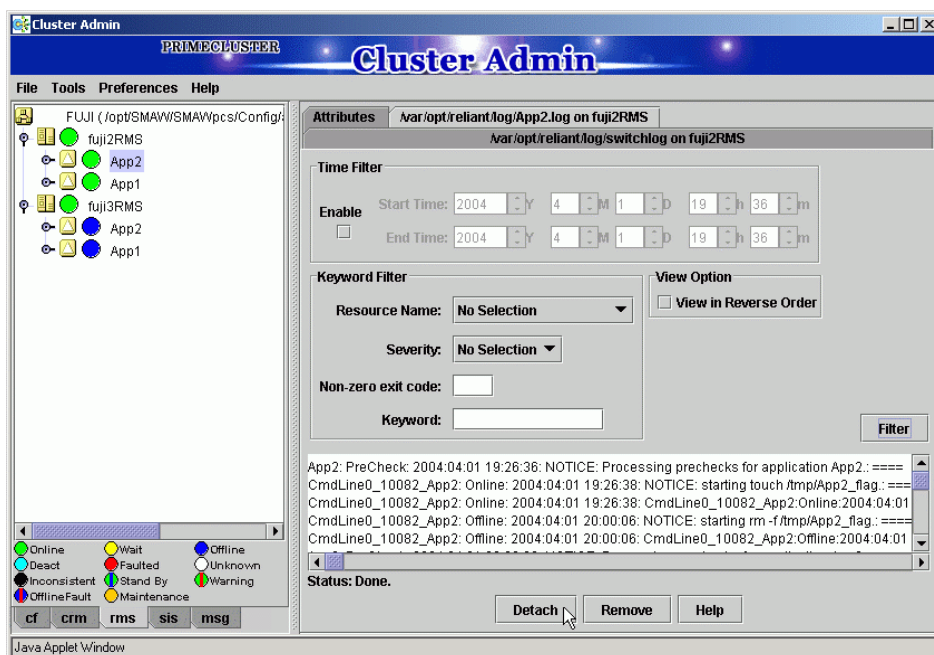 Cluster Admin
PRIMECLUSTER
Cluster Admin
File Tools Preferences Help
FUJI (/opt/SMAW/SMAWpcs/Config/
fuji2RMS
App2
App1
fuji3RMS
App2
App1
Online Wait Offline
Deact Faulted Unknown
Inconsistent Stand By Warning
OfflineFault Maintenance
cf crm rms sis msg
Attributes /var/opt/reliant/log/App2.log on fuji2RMS
/var/opt/reliant/log/switchlog on fuji2RMS
Time Filter
Enable
Start Time: 2004 Y 4 M 1 D 19 h 36 m
End Time: 2004 Y 4 M 1 D 19 h 36 m
Keyword Filter
Resource Name: No Selection
Severity: No Selection
Non-zero exit code:
Keyword:
View Option
View in Reverse Order
Filter
App2: PreCheck: 2004:04:01 19:26:36: NOTICE: Processing prechecks for application App2.: ====
CmdLine0_10082_App2: Online: 2004:04:01 19:26:38: NOTICE: starting touch /tmp/App2_flag.: ===
CmdLine0_10082_App2: Online: 2004:04:01 19:26:38: CmdLine0_10082_App2:Online:2004:04:01
CmdLine0_10082_App2: Offline: 2004:04:01 20:00:06: NOTICE: starting rm -f /tmp/App2_flag.: ====
CmdLine0_10082_App2: Offline: 2004:04:01 20:00:06: CmdLine0_10082_App2:Offline:2004:04:01
Status: Done.
Detach Remove Help
Java Applet Window